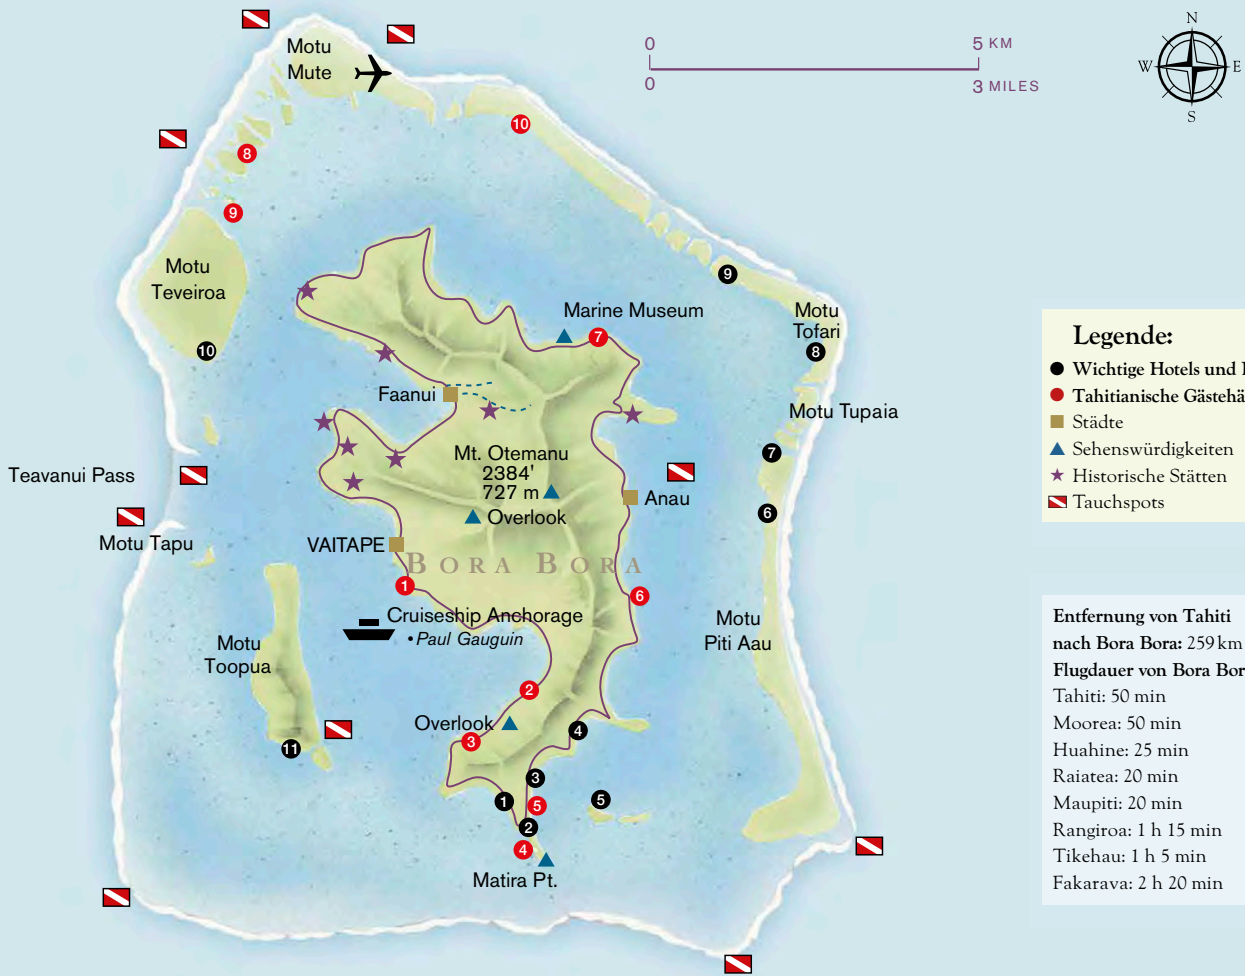 Motu
Mute
0
5 KM
0
3 MILES
N
W
E
S
10
8
9
Motu
Teveiroa
9
Marine Museum
7
Motu
Tofari
8
10
Faanui
Motu Tupaia
Mt. Otemanu
2384'
727 m
7
Teavanui Pass
Anau
Overlook
6
Motu Tapu
VAITAPE
BORA BORA
1
6
Cruiseship Anchorage
• Paul Gauguin
Motu
Toopua
Motu
Piti Aau
2
Overlook
4
3
11
3
1
5
5
2
4
Matira Pt.
Legende:
Wichtige Hotels und
Tahitianische
Städte
Sehenswürdigkeiten
Historische Stätten
Tauchspots
Entfernung von Tahiti
nach Bora Bora: 259 km
Flugdauer von Bora
Tahiti: 50 min
Moorea: 50 min
Huahine: 25 min
Raiatea: 20 min
Maupiti: 20 min
Rangiroa: 1 h 15 min
Tikehau: 1 h 5 min
Fakarava: 2 h 20 min